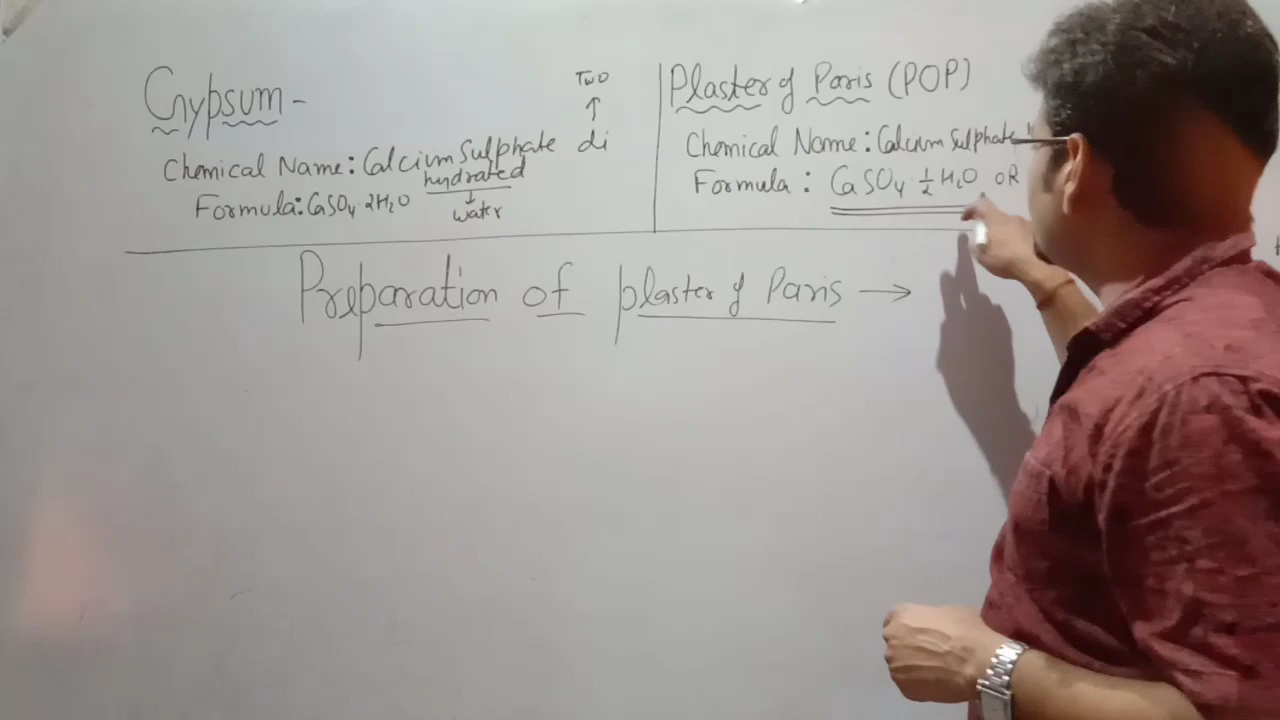 Gypsum -
Two
↑
Chemical Name: Calcium Sulphate di
hydrated
Formula: CaSO₄ 2H₂O
↓
water
Plaster of Paris (POP)
Chemical Name: Calcium Sulphate
Formula : CaSO₄ ½ H₂O OR
Preparation of plaster of Paris →